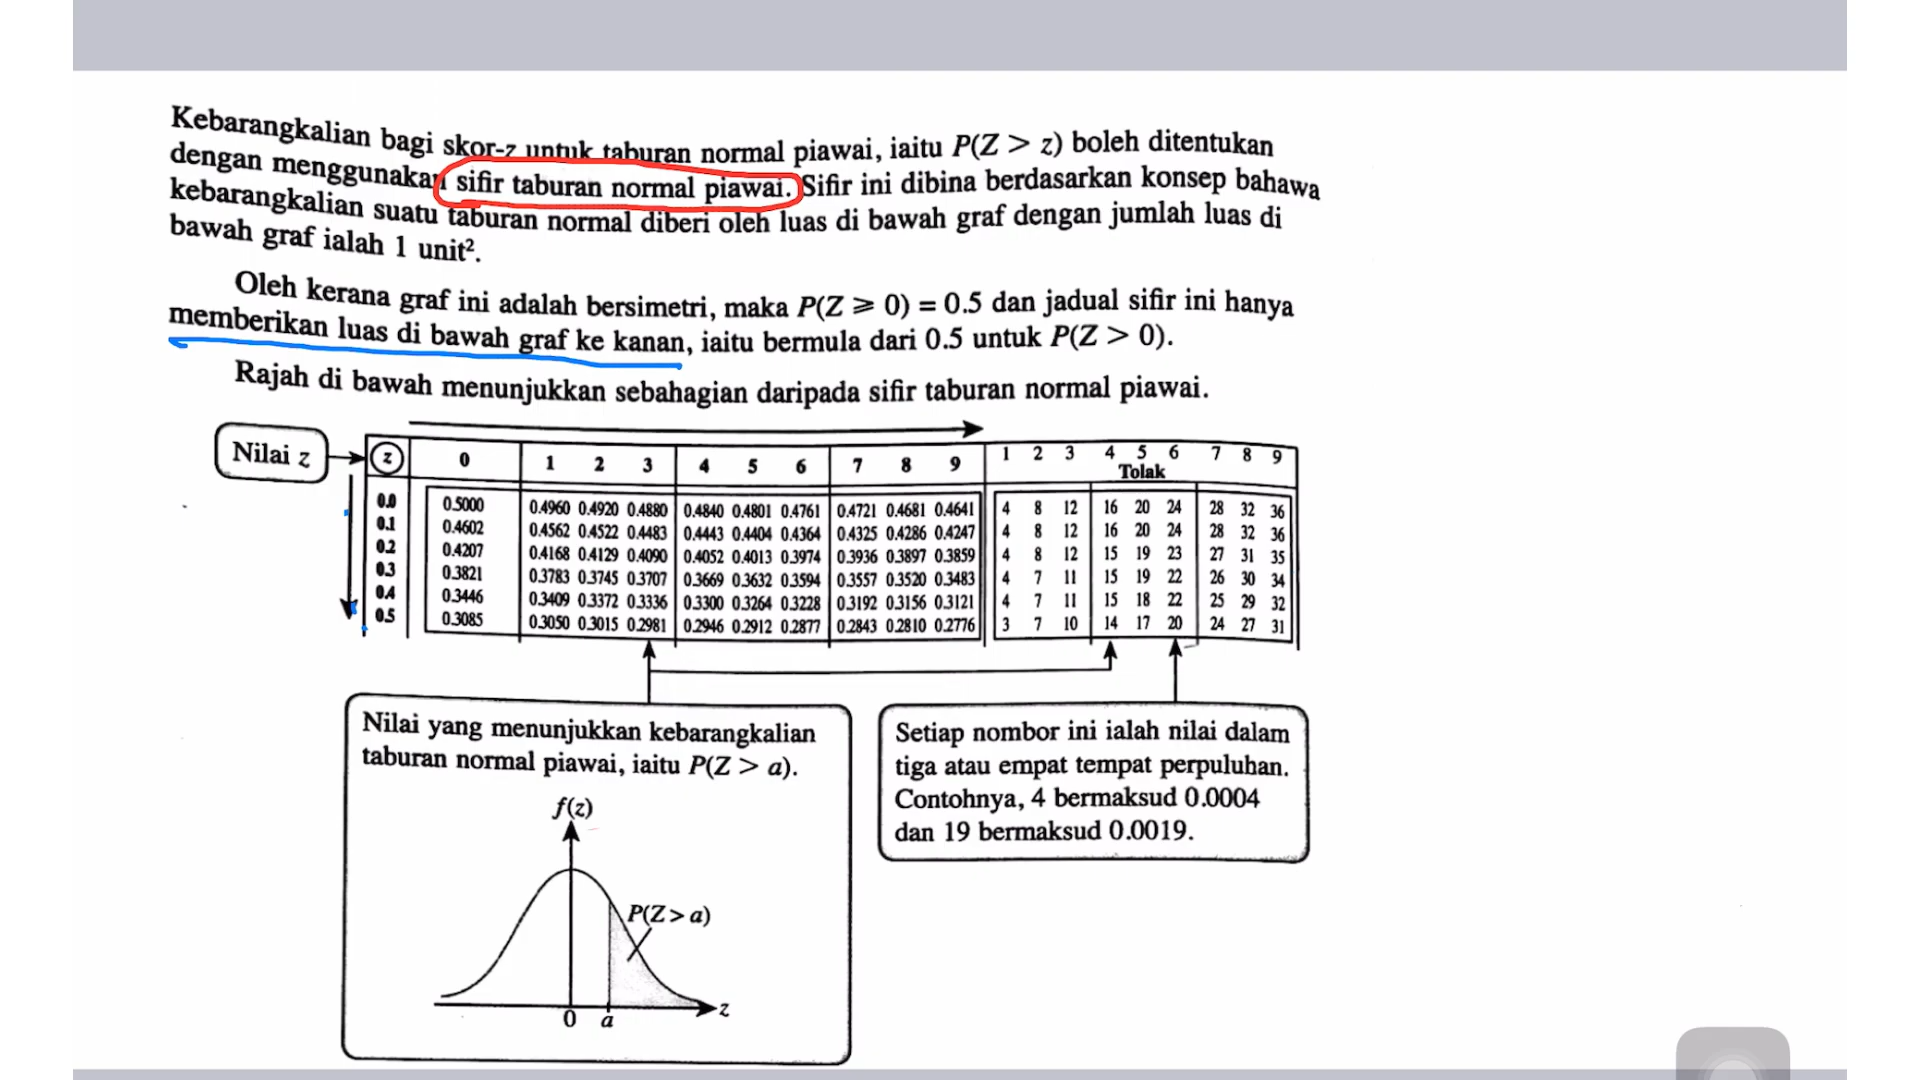 Kebarangkalian bagi skor-z untuk taburan normal piawai, iaitu P(Z > z) boleh ditentukan
dengan menggunakan sifir taburan normal piawai. Sifir ini dibina berdasarkan konsep bahawa
kebarangkalian suatu taburan normal diberi oleh luas di bawah graf dengan jumlah luas di
bawah graf ialah 1 unit².
Oleh kerana graf ini adalah bersimetri, maka P(Z ⩾ 0) = 0.5 dan jadual sifir ini hanya
memberikan luas di bawah graf ke kanan, iaitu bermula dari 0.5 untuk P(Z > 0).
Rajah di bawah menunjukkan sebahagian daripada sifir taburan normal piawai.
Nilai z
z 0 1 2 3 4 5 6 7 8 9 1 2 3 4 5 6 7 8 9
Tolak
0.0 0.5000 0.4960 0.4920 0.4880 0.4840 0.4801 0.4761 0.4721 0.4681 0.4641 4 8 12 16 20 24 28 32 36
0.1 0.4602 0.4562 0.4522 0.4483 0.4443 0.4404 0.4364 0.4325 0.4286 0.4247 4 8 12 16 20 24 28 32 36
0.2 0.4207 0.4168 0.4129 0.4090 0.4052 0.4013 0.3974 0.3936 0.3897 0.3859 4 8 12 15 19 23 27 31 35
0.3 0.3821 0.3783 0.3745 0.3707 0.3669 0.3632 0.3594 0.3557 0.3520 0.3483 4 7 11 15 19 22 26 30 34
0.4 0.3446 0.3409 0.3372 0.3336 0.3300 0.3264 0.3228 0.3192 0.3156 0.3121 4 7 11 15 18 22 25 29 32
0.5 0.3085 0.3050 0.3015 0.2981 0.2946 0.2912 0.2877 0.2843 0.2810 0.2776 3 7 10 14 17 20 24 27 31
Nilai yang menunjukkan kebarangkalian
taburan normal piawai, iaitu P(Z > a).
f(z)
P(Z > a)
0 a z
Setiap nombor ini ialah nilai dalam
tiga atau empat tempat perpuluhan.
Contohnya, 4 bermaksud 0.0004
dan 19 bermaksud 0.0019.